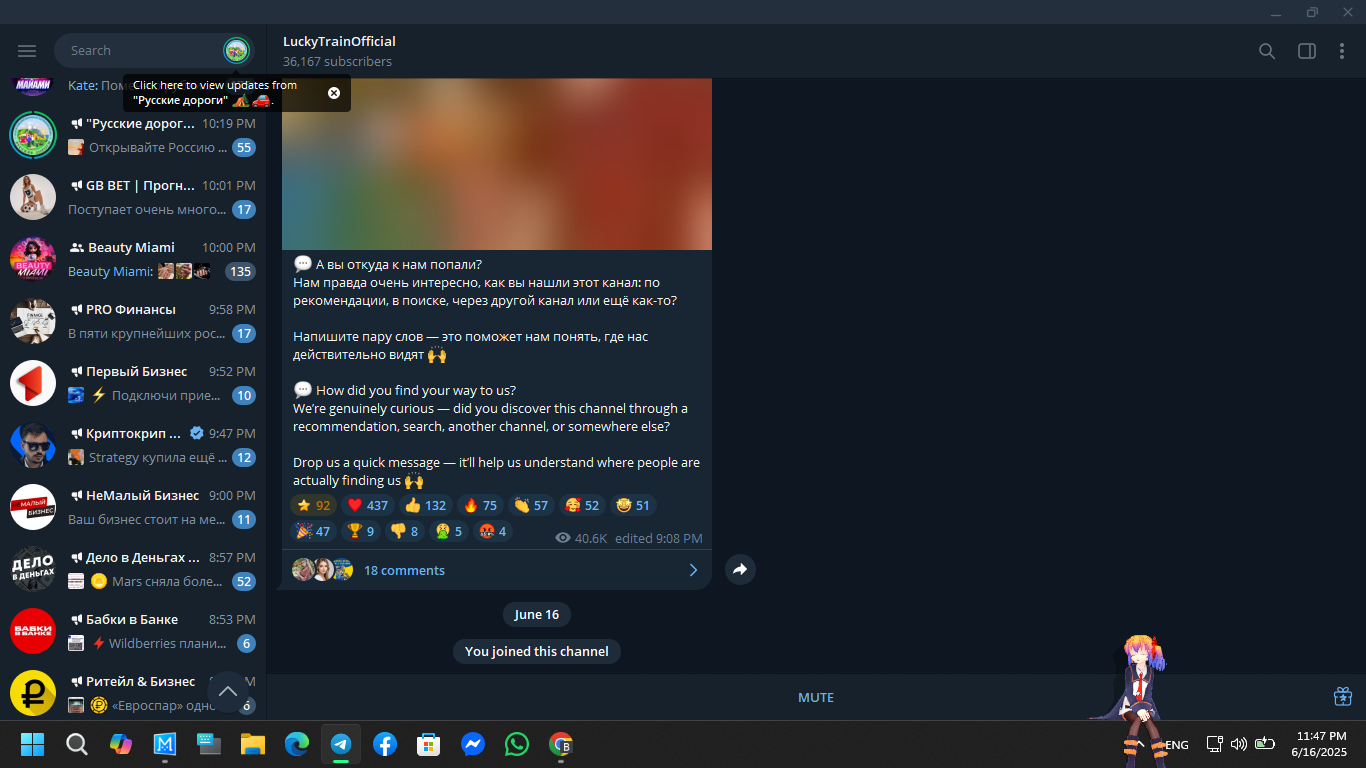 Search
LuckyTrainOfficial
36,167 subscribers
МАЙАМИ
Kate: Пом
Click here to view updates from
"Русские дороги" 🏕🚗.
"Русские дорог... 10:19 PM
Открывайте Россию ... 55
GB BET | Прогн... 10:01 PM
Поступает очень много... 17
Beauty Miami 10:00 PM
Beauty Miami: 135
BEAUTY
MIAMI
PRO Финансы 9:58 PM
В пяти крупнейших рос... 17
Первый Бизнес 9:52 PM
⚡ Подключи прие... 10
Криптокрип ... 9:47 PM
Strategy купила ещё ... 12
НеМалый Бизнес 9:00 PM
Ваш бизнес стоит на ме... 11
МАЛЫЙ
БИЗНЕС
Дело в Деньгах ... 8:57 PM
Mars сняла боле... 52
ДЕЛО
В ДЕНЬГАХ
Бабки в Банке 8:53 PM
⚡ Wildberries плани... 6
БАБКИ
В БАНКЕ
Ритейл & Бизнес
«Евроспар» одно
💬 А вы откуда к нам попали?
Нам правда очень интересно, как вы нашли этот канал: по
рекомендации, в поиске, через другой канал или ещё как-то?
Напишите пару слов — это поможет нам понять, где нас
действительно видят 🙌
💬 How did you find your way to us?
We’re genuinely curious — did you discover this channel through a
recommendation, search, another channel, or somewhere else?
Drop us a quick message — it’ll help us understand where people are
actually finding us 🙌
⭐ 92 ❤ 437 👍 132 🔥 75 👏 57 🥰 52 🤩 51
🎉 47 🏆 9 👎 8 🤮 5 🤬 4
40.6K edited 9:08 PM
18 comments
June 16
You joined this channel
MUTE
ENG
11:47 PM
6/16/2025